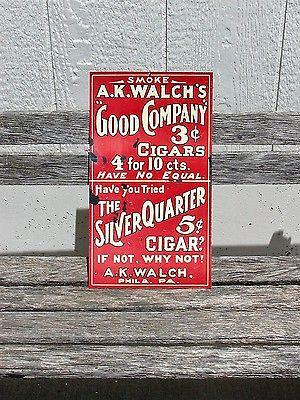 SMOKE
A.K. WALCH'S
"GOOD COMPANY"
3¢
CIGARS
4 for 10 cts.
HAVE NO EQUAL.
Have You Tried
THE
SILVER QUARTER
5¢
CIGAR?
IF NOT, WHY NOT!
A.K. WALCH,
PHILA. PA.